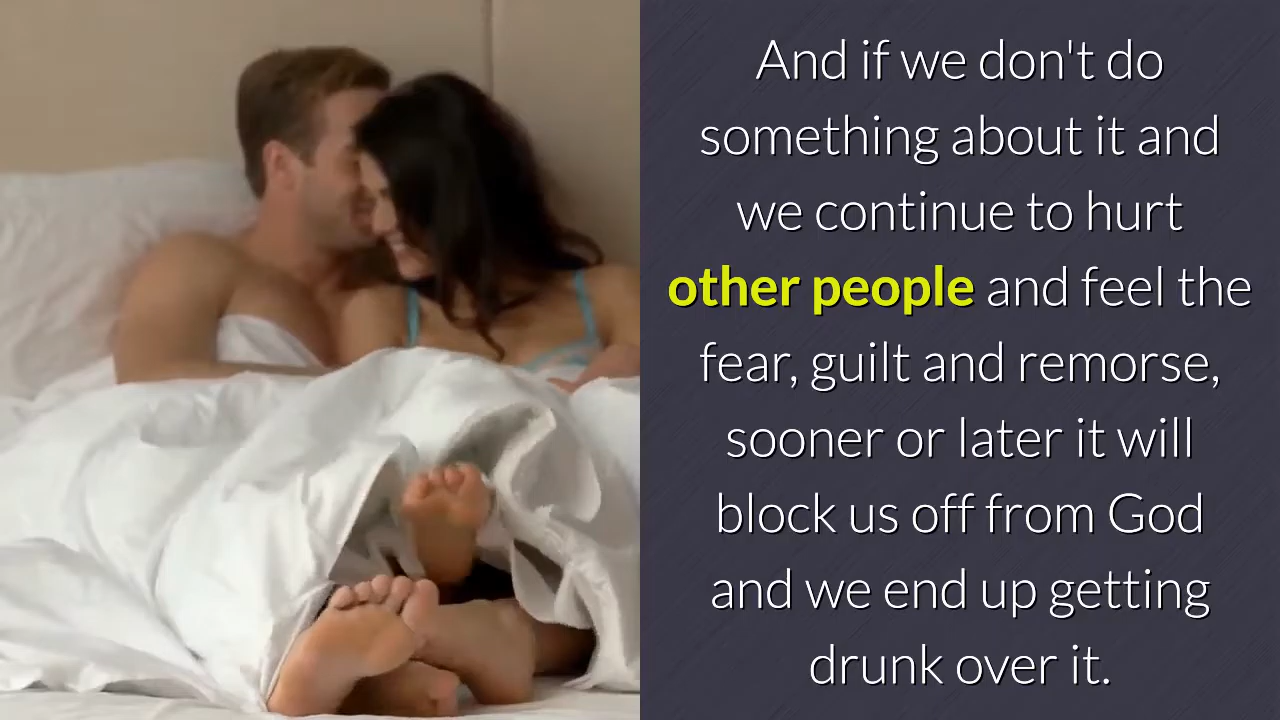 And if we don't do
something about it and
we continue to hurt
other people and feel the
fear, guilt and remorse,
sooner or later it will
block us off from God
and we end up getting
drunk over it.